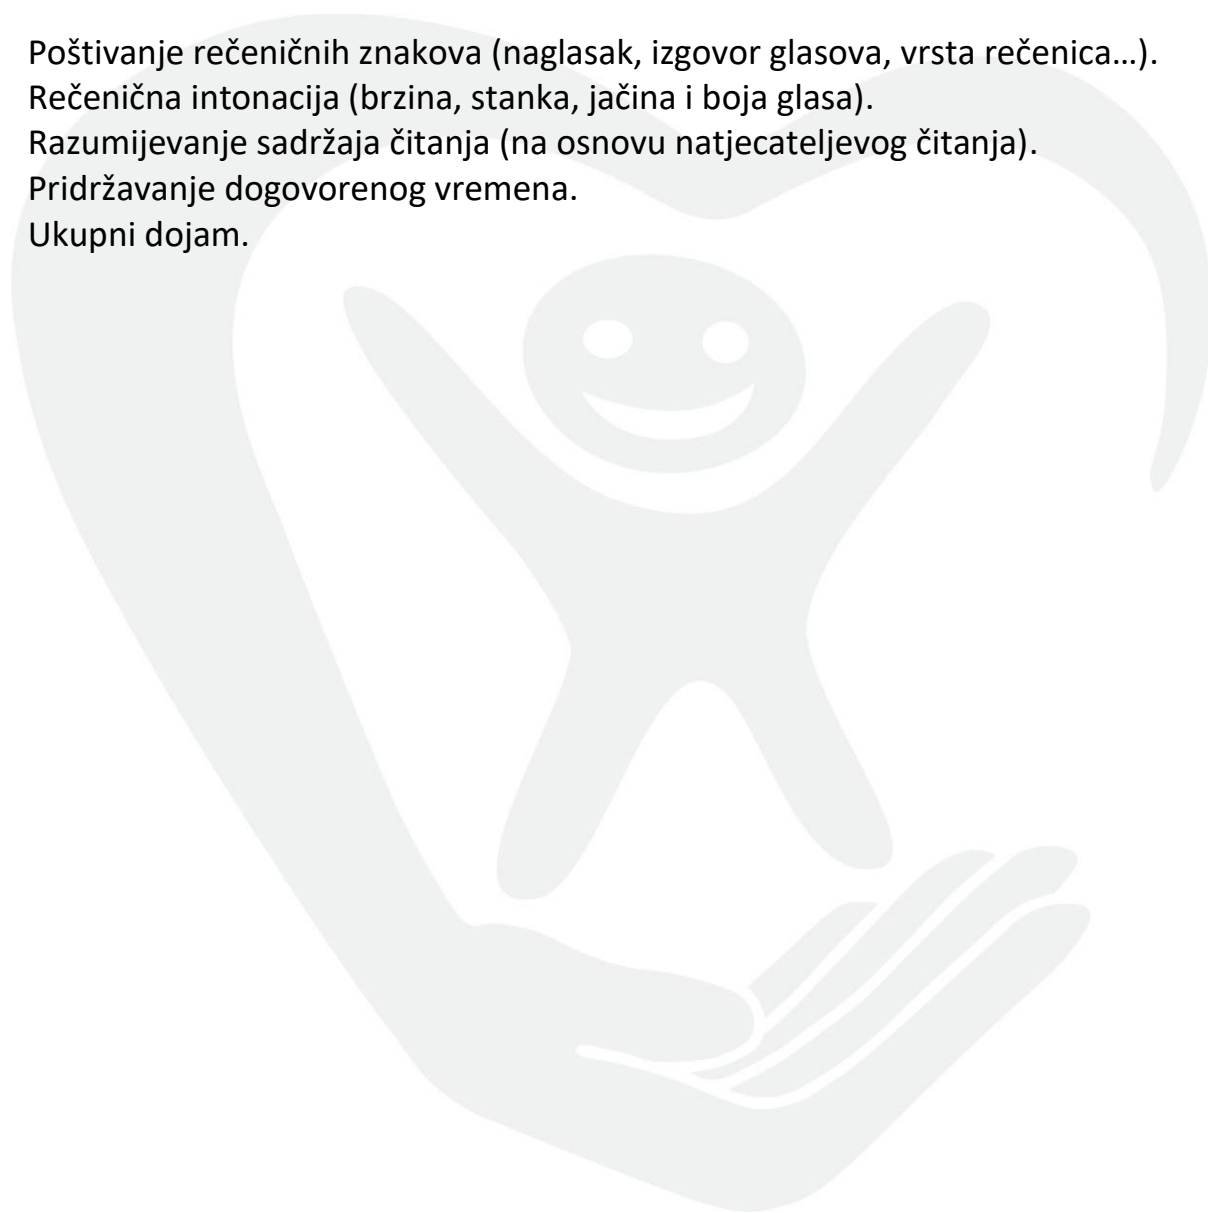 Poštivanje rečeničnih znakova (naglasak, izgovor glasova, vrsta rečenica…).
Rečenična intonacija (brzina, stanka, jačina i boja glasa).
Razumijevanje sadržaja čitanja (na osnovu natjecateljevog čitanja).
Pridržavanje dogovorenog vremena.
Ukupni dojam.